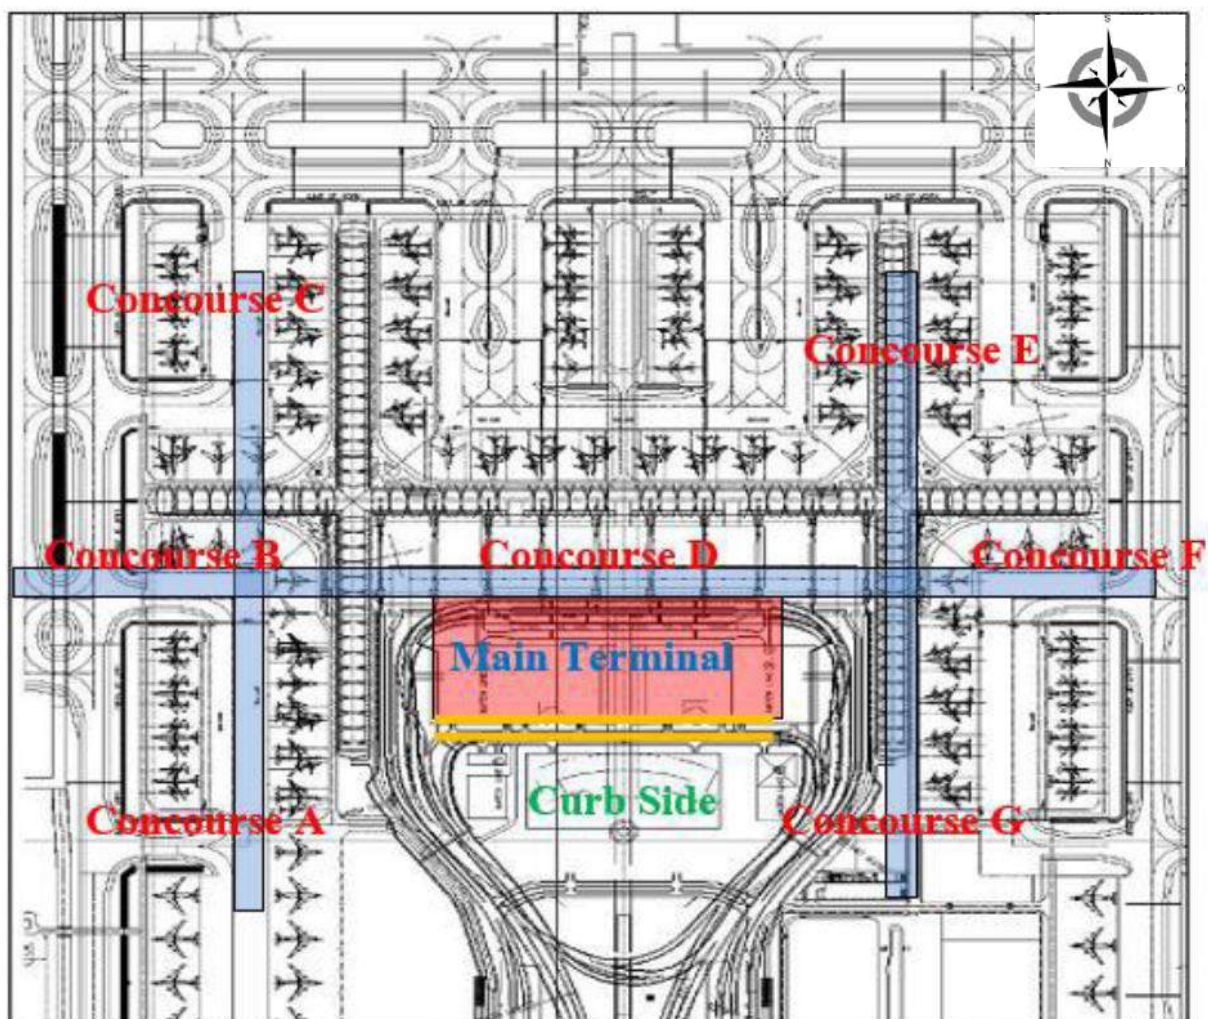 S
E
O
N
Concourse C
Concourse E
Concourse B
Concourse D
Concourse F
Main Terminal
Curb Side
Concourse A
Concourse G